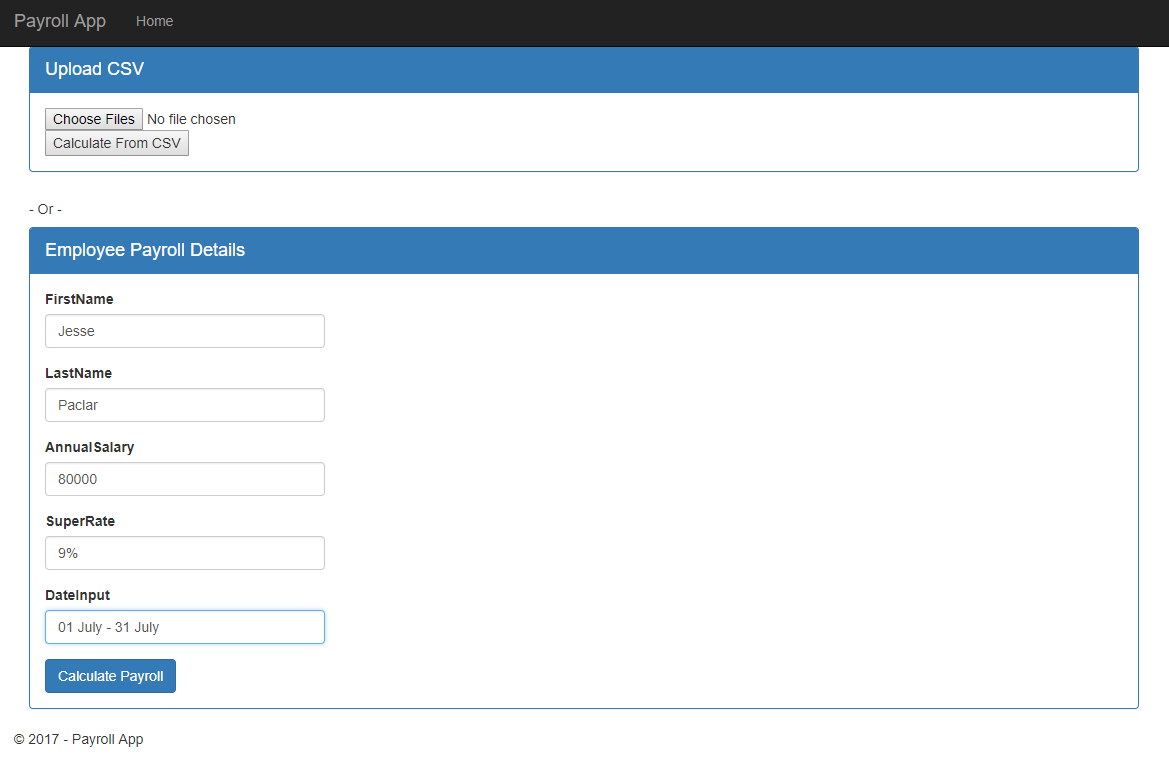 Payroll App Home
Upload CSV
Choose Files No file chosen
Calculate From CSV
- Or -
Employee Payroll Details
FirstName
Jesse
LastName
Paclar
AnnualSalary
80000
SuperRate
9%
DateInput
01 July - 31 July
Calculate Payroll
© 2017 - Payroll App